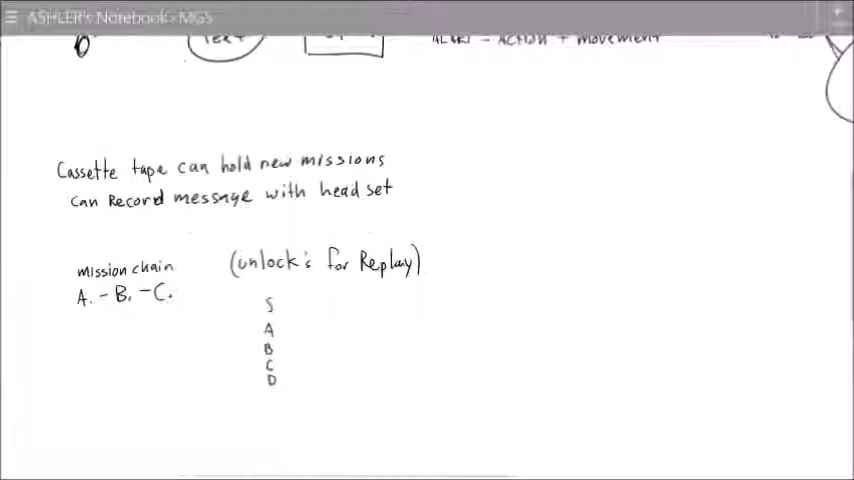 ASHLER's Notebook › MGS
Text
ALERT - ACTION + movement
Cassette tape can hold new missions
can Record message with head set
mission chain (unlock's for Replay)
A. - B. - C.
S
A
B
C
D